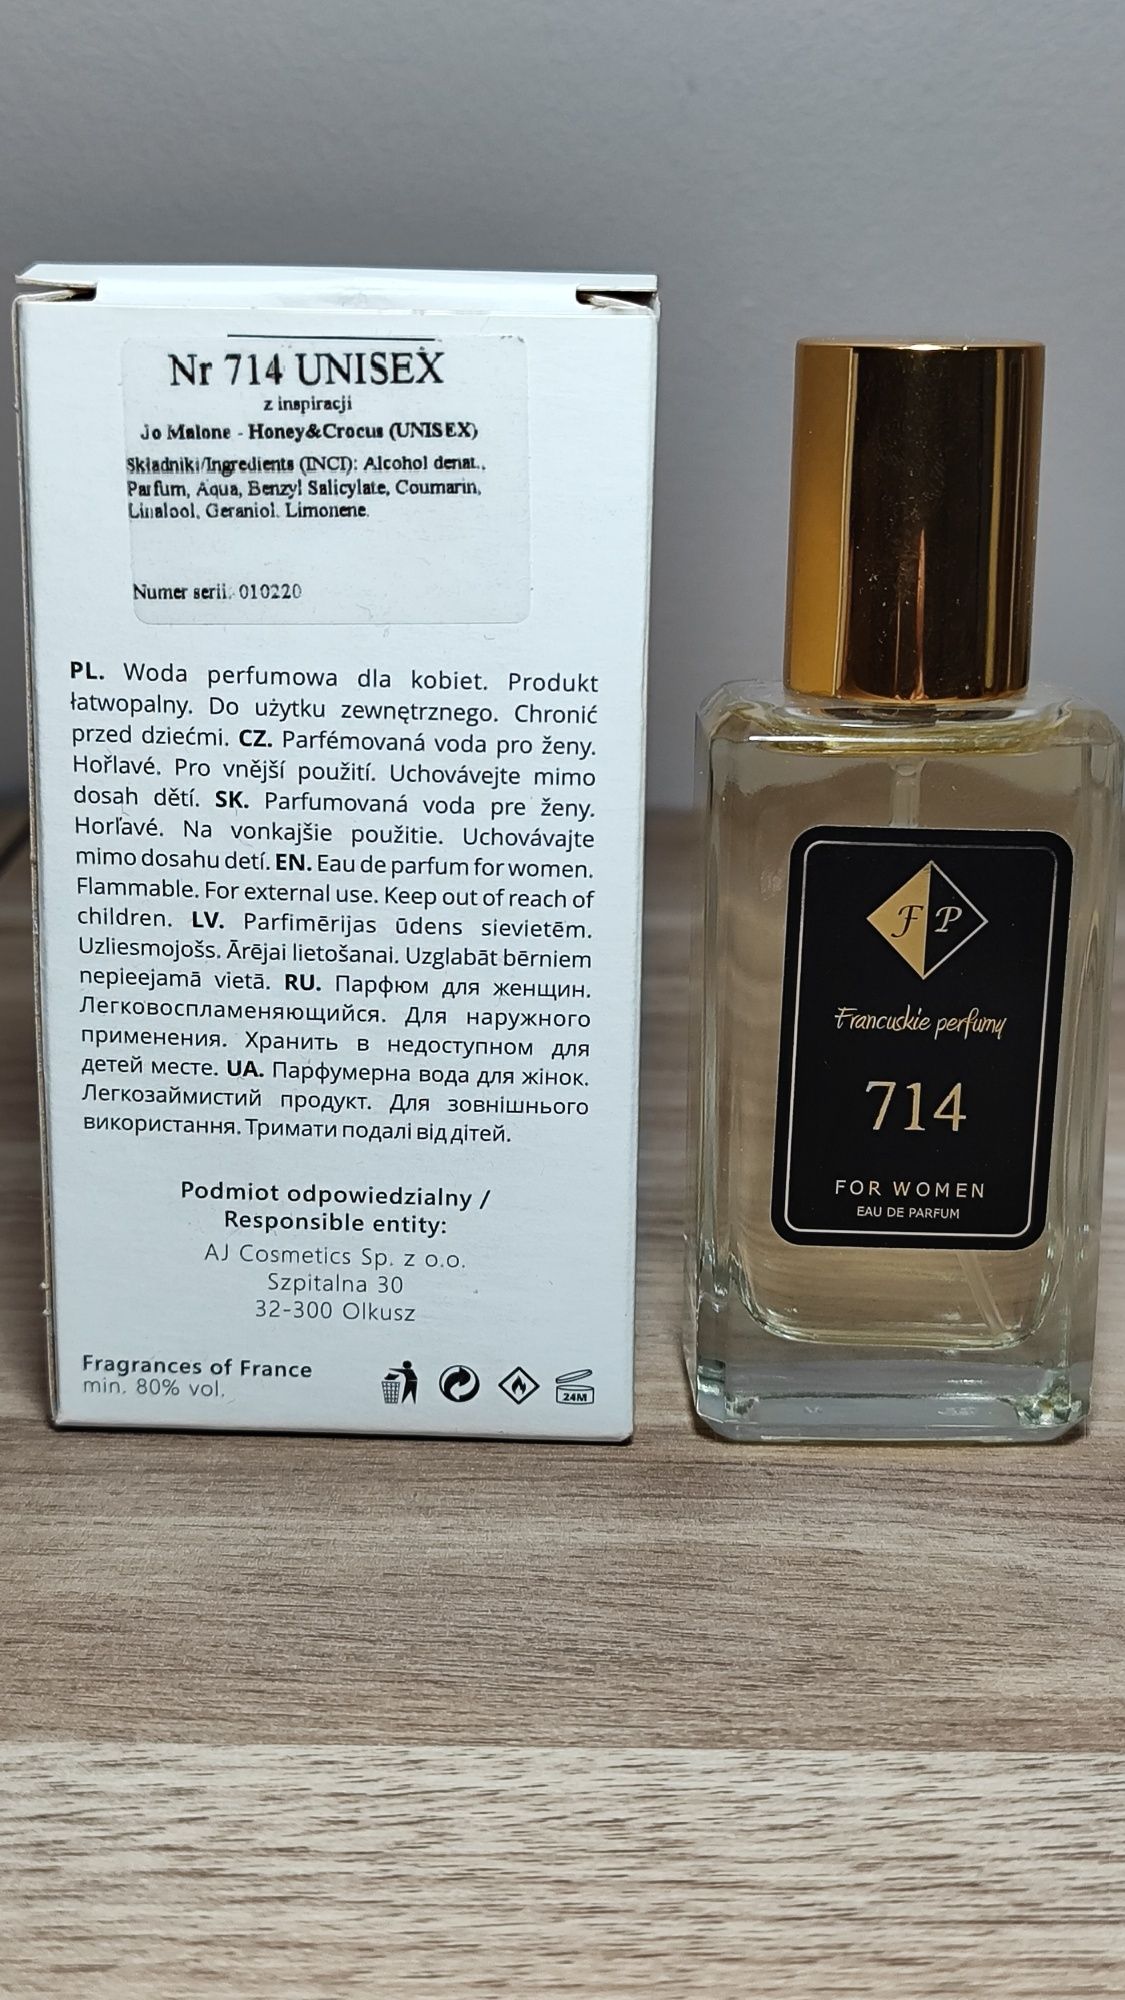 Nr 714 UNISEX
z inspiracji
Jo Malone - Honey&Crocus (UNISEX)
Składniki/Ingredients (INCI): Alcohol denat.,
Parfum, Aqua, Benzyl Salicylate, Coumarin,
Linalool, Geraniol. Limonene.
Numer serii: 010220
PL. Woda perfumowa dla kobiet. Produkt
łatwopalny. Do użytku zewnętrznego. Chronić
przed dziećmi. CZ. Parfémovaná voda pro ženy.
Hořlavé. Pro vnější použití. Uchovávejte mimo
dosah dětí. SK. Parfumovaná voda pre ženy.
Horľavé. Na vonkajšie použitie. Uchovávajte
mimo dosahu detí. EN. Eau de parfum for women.
Flammable. For external use. Keep out of reach of
children. LV. Parfimērijas ūdens sievietēm.
Uzliesmojošs. Ārējai lietošanai. Uzglabāt bērniem
nepieejamā vietā. RU. Парфюм для женщин.
Легковоспламеняющийся. Для наружного
применения. Хранить в недоступном для
детей месте. UA. Парфумерна вода для жінок.
Легкозаймистий продукт. Для зовнішнього
використання. Тримати подалі від дітей.
Podmiot odpowiedzialny /
Responsible entity:
AJ Cosmetics Sp. z o.o.
Szpitalna 30
32-300 Olkusz
Fragrances of France
min. 80% vol.
24M
F P
Francuskie perfumy
714
FOR WOMEN
EAU DE PARFUM